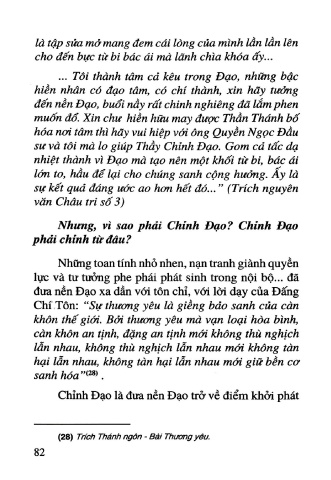 là tập sửa mở mang đem cái lòng của mình lần lần lên
cho đến bực từ bi bác ái mà lãnh chìa khóa ấy...
... Tôi thành tâm cả kêu trong Đạo, những bậc
hiền nhân có đạo tâm, có chí thành, xin hãy tưởng
đến nền Đạo, buổi nầy rất chinh nghiêng đã lắm phen
muốn đổ. Xin chư hiền hữu may được Thần Thánh bố
hóa nơi tâm thì hãy vui hiệp với ông Quyền Ngọc Đầu
sư và tôi mà lo giúp Thầy Chỉnh Đạo. Gom cả tấc dạ
nhiệt thành vì Đạo mà tạo nên một khối từ bi, bác ái
lớn to, hầu để lại cho chúng sanh cộng hưởng. Ấy là
sự kết quả đáng ước ao hơn hết đó..." (Trích nguyên
văn Châu tri số 3)
Nhưng, vì sao phải Chỉnh Đạo? Chỉnh Đạo
phải chỉnh từ đâu?
Những toan tính nhỏ nhen, nạn tranh giành quyền
lực và tư tưởng phe phái phát sinh trong nội bộ... đã
đưa nền Đạo xa dần với tôn chỉ, với lời dạy của Đấng
Chí Tôn: "Sự thương yêu là giềng bảo sanh của càn
khôn thế giới. Bởi thương yêu mà vạn loại hòa bình,
càn khôn an tịnh, đặng an tịnh mới không thù nghịch
lẫn nhau, không thù nghịch lẫn nhau mới không tàn
hại lẫn nhau, không tàn hại lẫn nhau mới giữ bền cơ
sanh hóa"(28) .
Chỉnh Đạo là đưa nền Đạo trở về điểm khởi phát
(28) Trích Thánh ngôn - Bài Thương yêu.
82